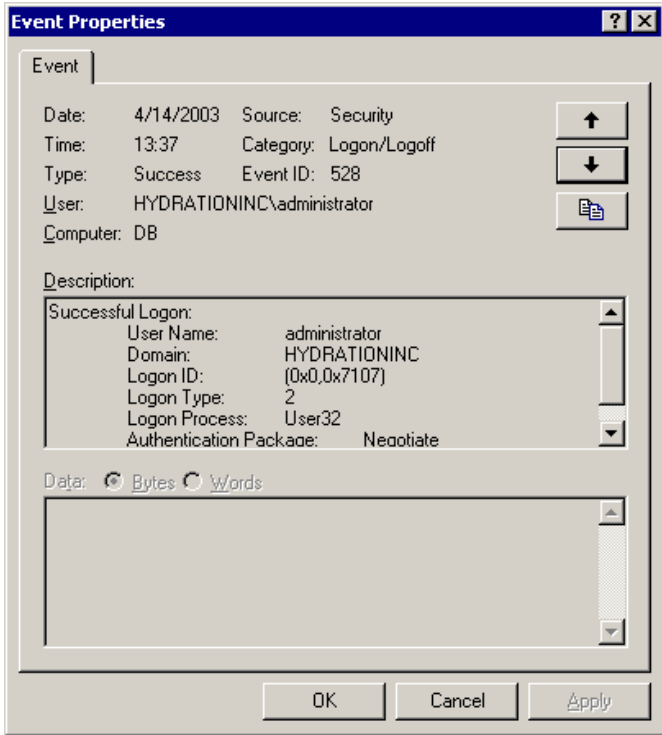 Event Properties
Event
Date: 4/14/2003 Source: Security
Time: 13:37 Category: Logon/Logoff
Type: Success Event ID: 528
User: HYDRATIONINC\administrator
Computer: DB
Description:
Successful Logon:
User Name: administrator
Domain: HYDRATIONINC
Logon ID: (0x0,0x7107)
Logon Type: 2
Logon Process: User32
Authentication Package: Negotiate
Data: Bytes Words
OK Cancel Apply